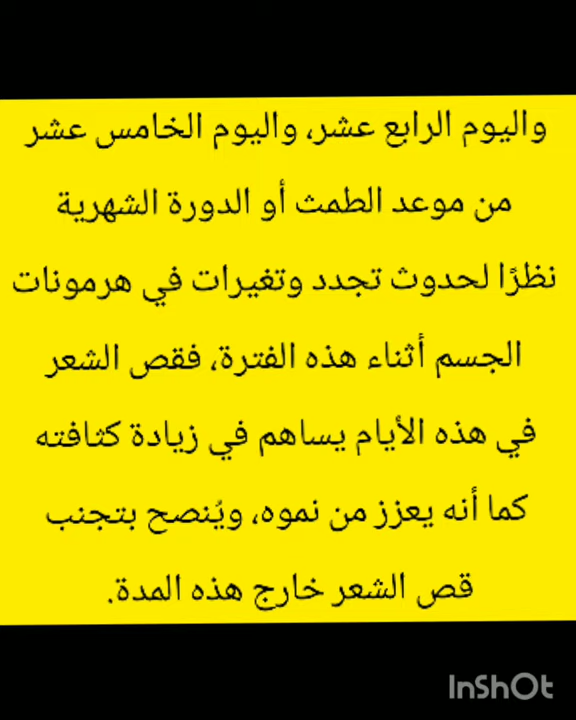 واليوم الرابع عشر، واليوم الخامس عشر
من موعد الطمث أو الدورة الشهرية
نظرًا لحدوث تجدد وتغيرات في هرمونات
الجسم أثناء هذه الفترة، فقص الشعر
في هذه الأيام يساهم في زيادة كثافته
كما أنه يعزز من نموه، ويُنصح بتجنب
قص الشعر خارج هذه المدة.
InShOt